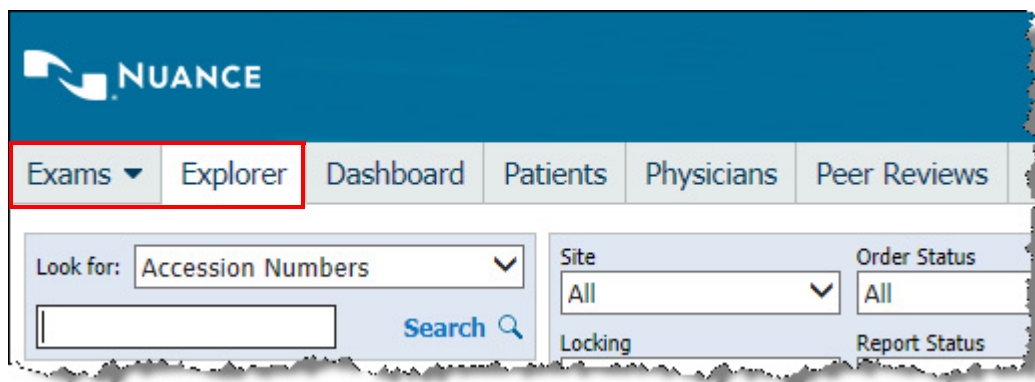 NUANCE
Exams Explorer Dashboard Patients Physicians Peer Reviews
Look for: Accession Numbers
Search
Site Order Status
All All
Locking Report Status